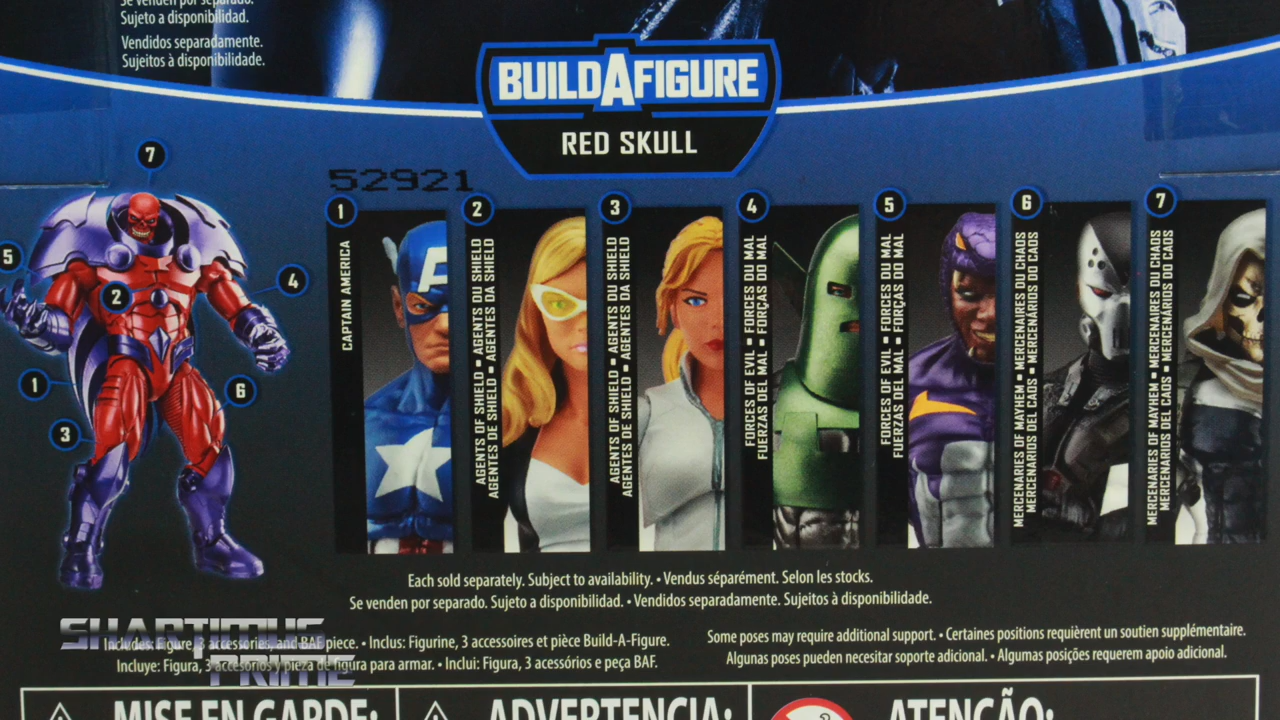 Se venden por separado.
Sujeto a disponibilidad.
Vendidos separadamente.
Sujeitos à disponibilidade.
BUILDAFIGURE
RED SKULL
52921
7
5
4
2
1
6
3
1
CAPTAIN AMERICA
2
AGENTS OF SHIELD ▪ AGENTS DU SHIELD
AGENTES DE SHIELD ▪ AGENTES DA SHIELD
3
AGENTS OF SHIELD ▪ AGENTS DU SHIELD
AGENTES DE SHIELD ▪ AGENTES DA SHIELD
4
FORCES OF EVIL ▪ FORCES DU MAL
FUERZAS DEL MAL ▪ FORÇAS DO MAL
5
FORCES OF EVIL ▪ FORCES DU MAL
FUERZAS DEL MAL ▪ FORÇAS DO MAL
6
MERCENARIES OF MAYHEM ▪ MERCENAIRES DU CHAOS
MERCENARIOS DEL CAOS ▪ MERCENÁRIOS DO CAOS
7
MERCENARIES OF MAYHEM ▪ MERCENAIRES DU CHAOS
MERCENARIOS DEL CAOS ▪ MERCENÁRIOS DO CAOS
Each sold separately. Subject to availability. • Vendus séparément. Selon les stocks.
Se venden por separado. Sujeto a disponibilidad. • Vendidos separadamente. Sujeitos à disponibilidade.
SHARTIMUS
PRIME
Includes: Figure, 3 accessories, and BAF piece. • Inclus: Figurine, 3 accessoires et pièce Build-A-Figure.
Incluye: Figura, 3 accesorios y pieza de figura para armar. • Inclui: Figura, 3 acessórios e peça BAF.
Some poses may require additional support. • Certaines positions requièrent un soutien supplémentaire.
Algunas poses pueden necesitar soporte adicional. • Algumas posições requerem apoio adicional.
MISE EN GARDE:
ADVERTENCIA:
ATENÇÃO: